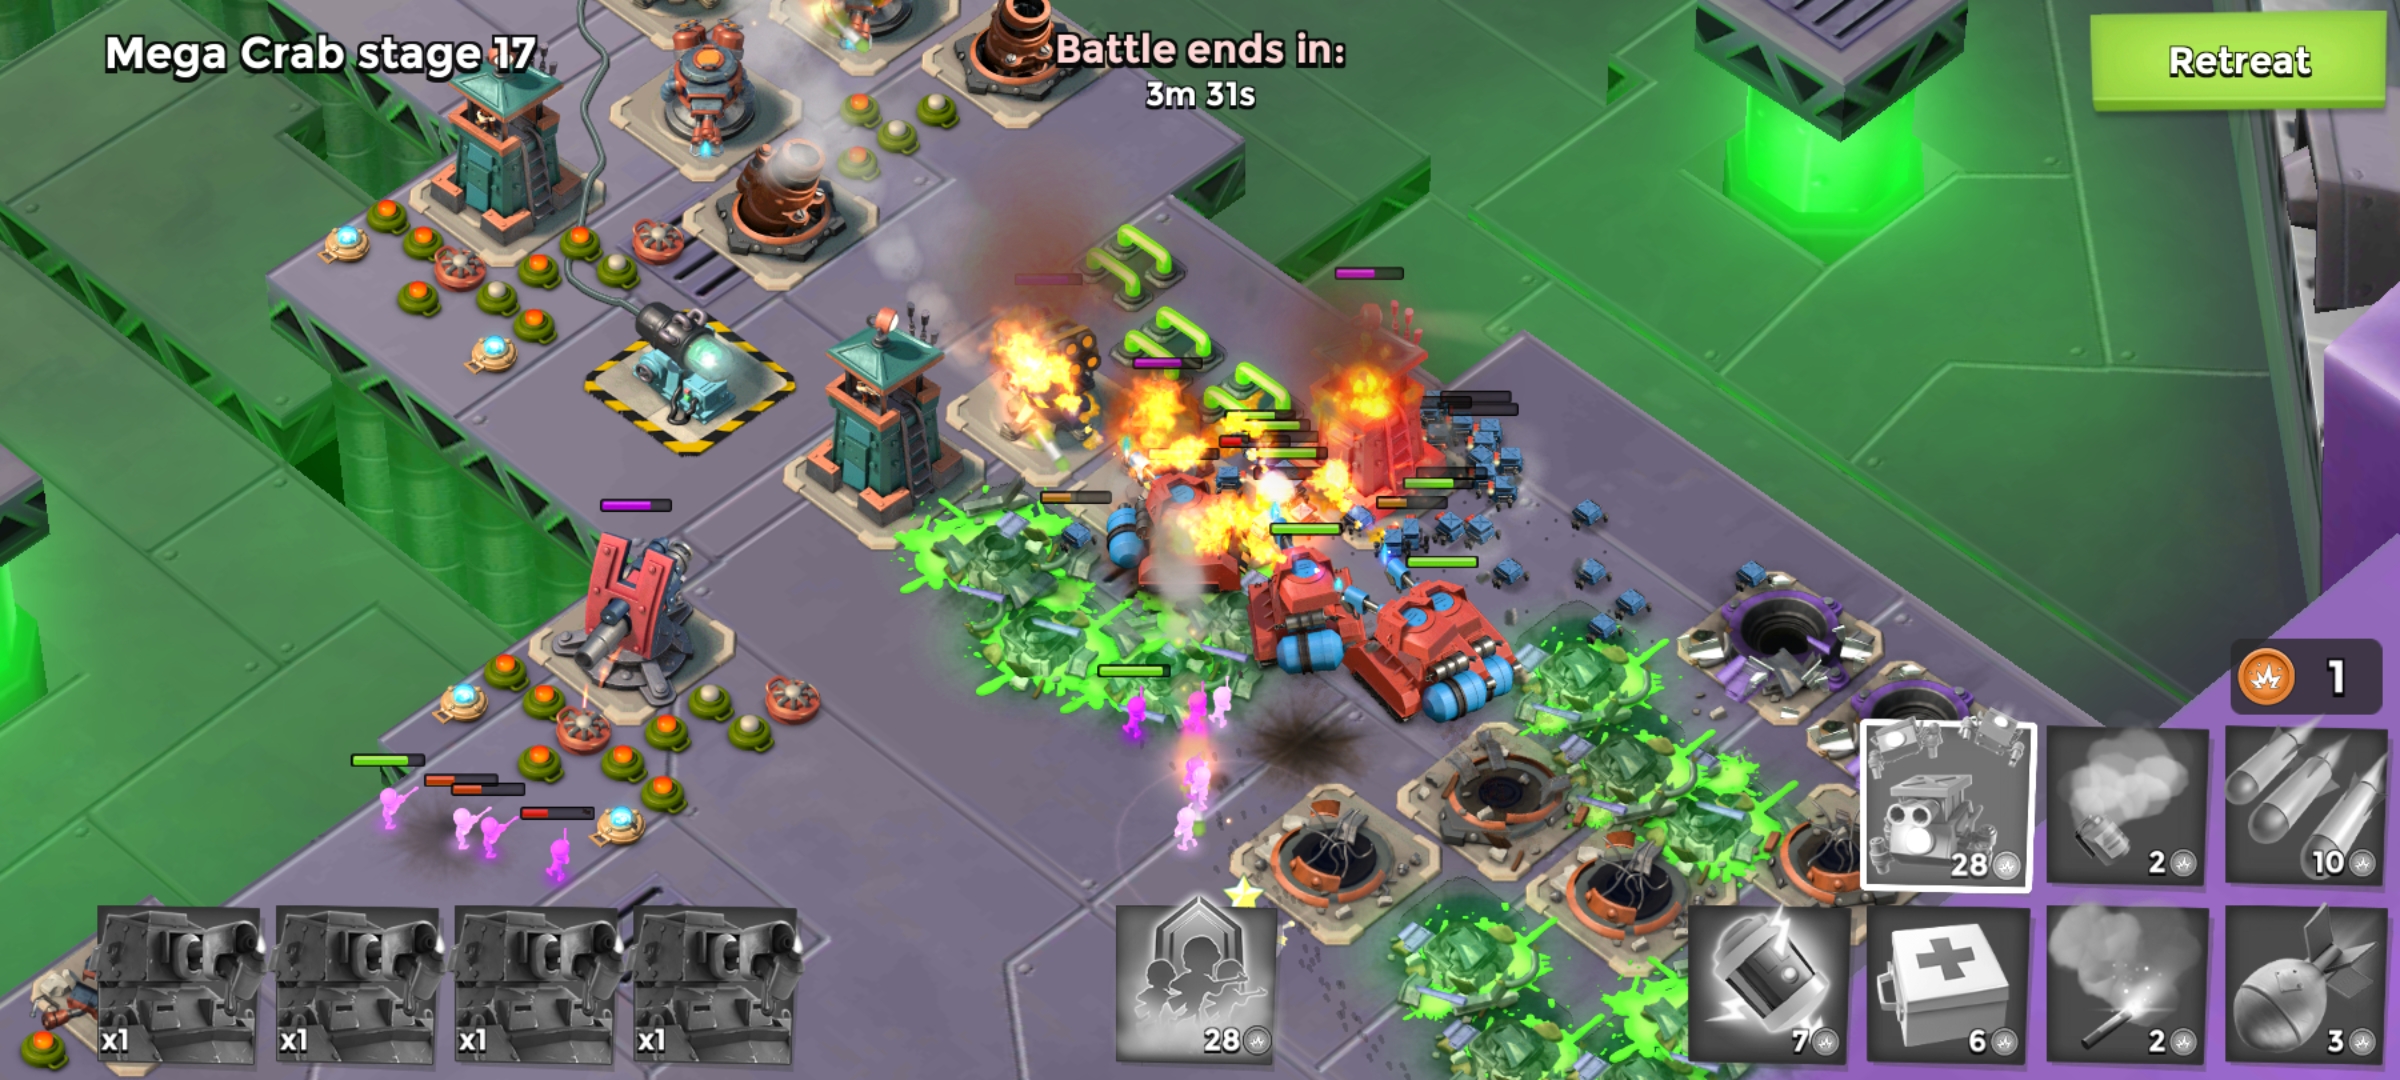 Mega Crab stage 17
Battle ends in:
3m 31s
Retreat
1
28
2
10
x1
x1
x1
x1
28
7
6
2
3